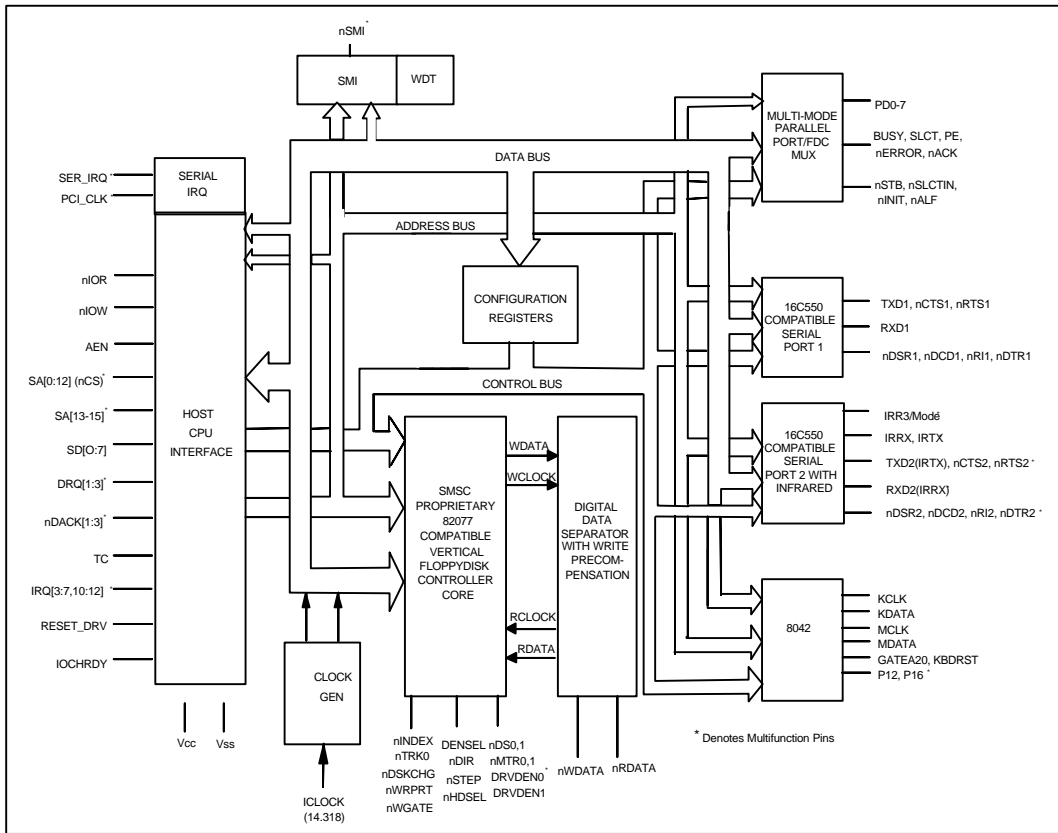 nSMI*
SMI
WDT
SERIAL
IRQ
SER_IRQ*
PCI_CLK*
DATA BUS
ADDRESS BUS
CONTROL BUS
CONFIGURATION
REGISTERS
HOST
CPU
INTERFACE
nIOR
nIOW
AEN
SA[0:12] (nCS)*
SA[13-15]*
SD[O:7]
DRQ[1:3]*
nDACK[1:3]*
TC
IRQ[3:7,10:12]*
RESET_DRV
IOCHRDY
Vcc
Vss
CLOCK
GEN
ICLOCK
(14.318)
SMSC
PROPRIETARY
82077
COMPATIBLE
VERTICAL
FLOPPYDISK
CONTROLLER
CORE
WDATA
WCLOCK
RCLOCK
RDATA
DIGITAL
DATA
SEPARATOR
WITH WRITE
PRECOM-
PENSATION
nINDEX
nTRK0
nDSKCHG
nWRPRT
nWGATE
DENSEL
nDIR
nSTEP
nHDSEL
nDS0,1
nMTR0,1
DRVDEN0*
DRVDEN1
nWDATA
nRDATA
MULTI-MODE
PARALLEL
PORT/FDC
MUX
PD0-7
BUSY, SLCT, PE,
nERROR, nACK
nSTB, nSLCTIN,
nINIT, nALF
16C550
COMPATIBLE
SERIAL
PORT 1
TXD1, nCTS1, nRTS1
RXD1
nDSR1, nDCD1, nRI1, nDTR1
16C550
COMPATIBLE
SERIAL
PORT 2 WITH
INFRARED
IRR3/Mode*
IRRX, IRTX
TXD2(IRTX), nCTS2, nRTS2*
RXD2(IRRX)*
nDSR2, nDCD2, nRI2, nDTR2*
8042
KCLK
KDATA
MCLK
MDATA
GATEA20, KBDRST
P12, P16*
* Denotes Multifunction Pins